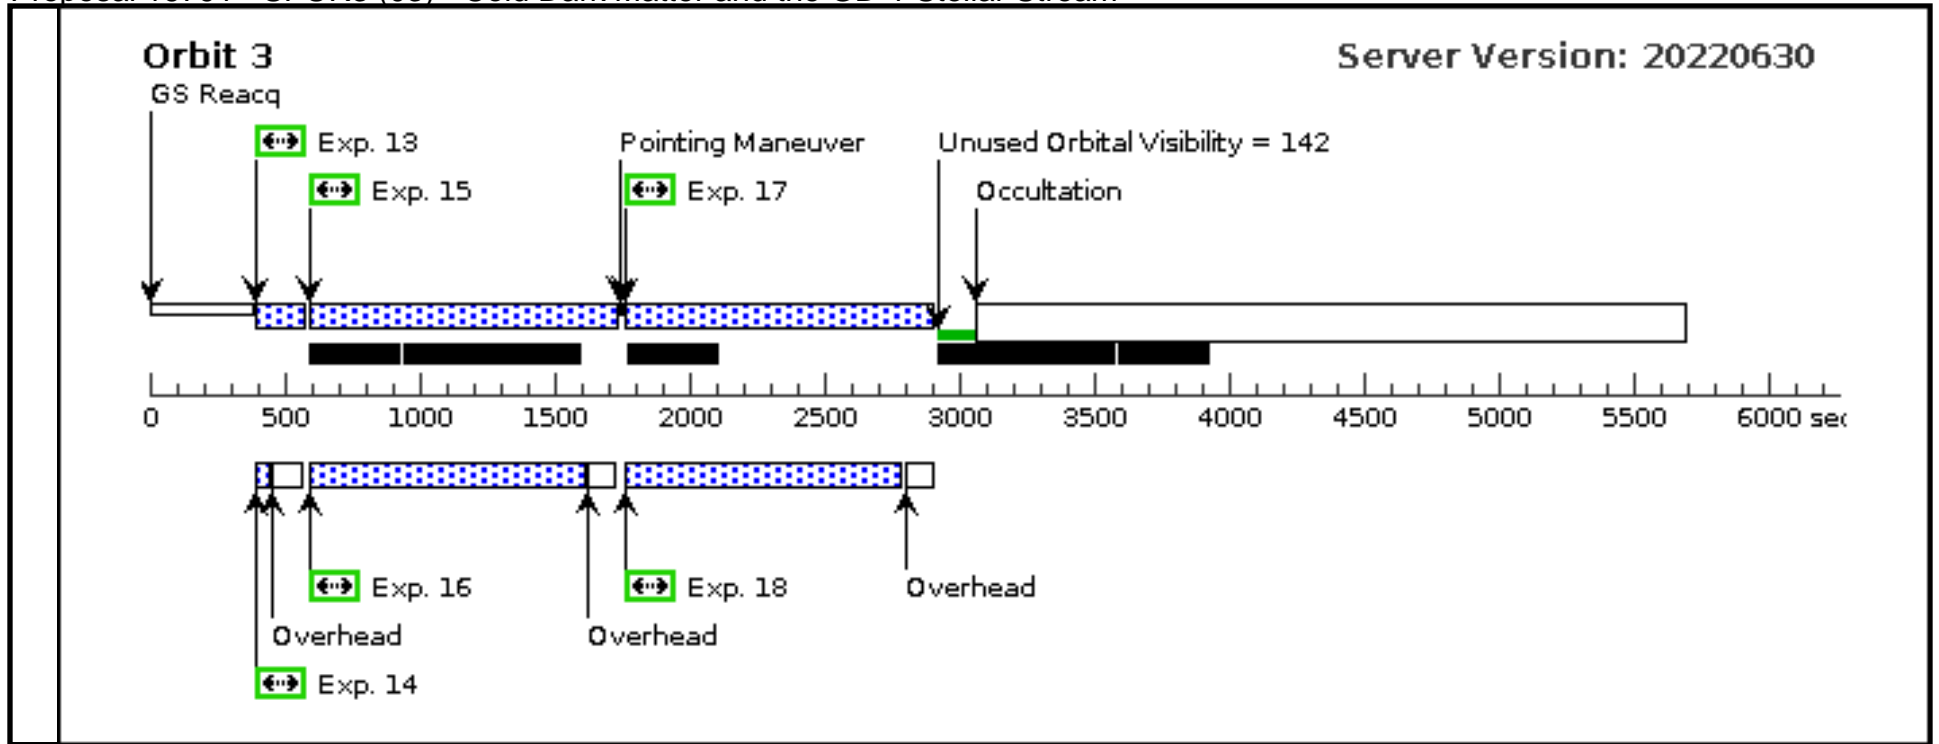 Orbit 3
Server Version: 20220630
GS Reacq
Exp. 13
Pointing Maneuver
Unused Orbital Visibility = 142
Exp. 15
Exp. 17
Occultation
0 500 1000 1500 2000 2500 3000 3500 4000 4500 5000 5500 6000 sec
Exp. 16
Exp. 18
Overhead
Overhead
Overhead
Exp. 14